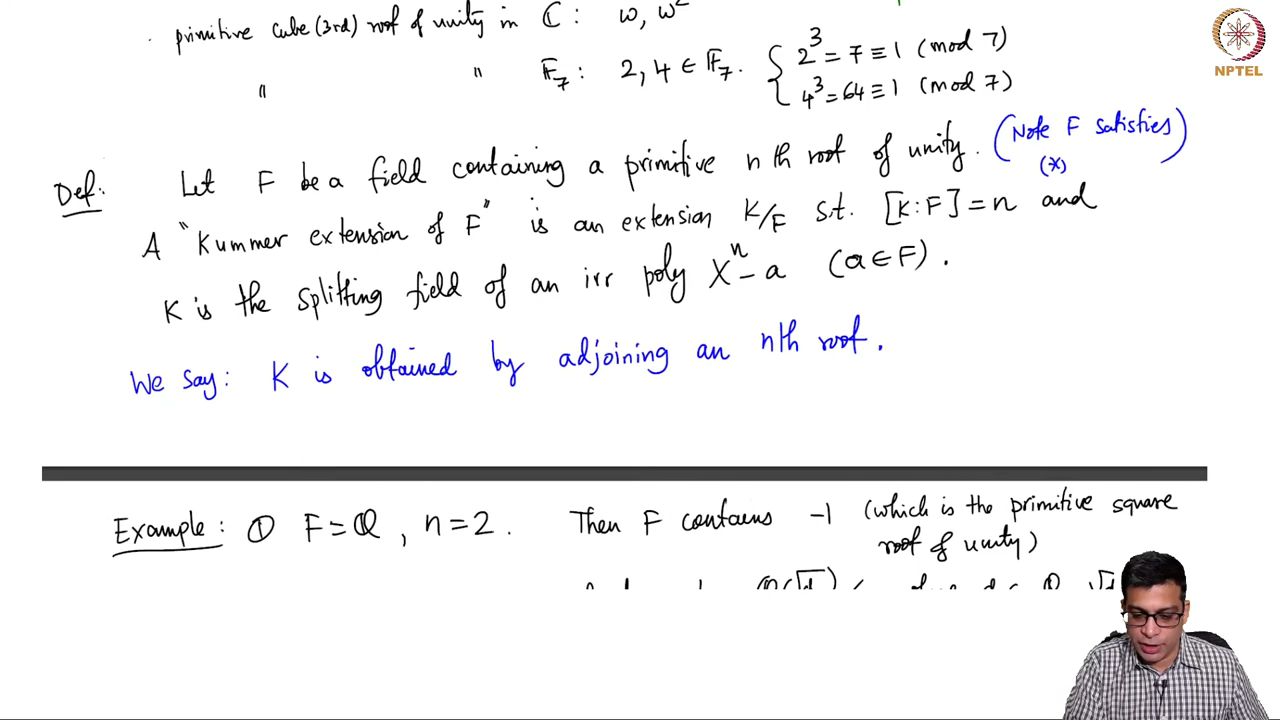 . primitive cube (3rd) root of unity in ℂ : ω, ω²
" " 𝔽₇ : 2, 4 ∈ 𝔽₇. { 2³ = 7 ≡ 1 (mod 7)
4³ = 64 ≡ 1 (mod 7)
Def: Let F be a field containing a primitive nth root of unity. (Note F satisfies (*))
A "Kummer extension of F" is an extension K/F s.t. [K:F] = n and
K is the splitting field of an irr poly Xⁿ - a (a ∈ F).
We say: K is obtained by adjoining an nth root.
Example: ① F = ℚ, n = 2. Then F contains -1 (which is the primitive square
root of unity)
NPTEL